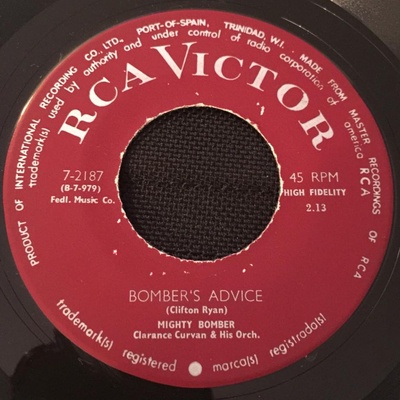 PRODUCT OF INTERNATIONAL RECORDING CO., LTD., PORT-OF-SPAIN, TRINIDAD, W.I. - MADE FROM MASTER RECORDINGS OF RCA
trademark(s) used by authority and under control of radio corporation of america RCA
RCA VICTOR
7-2187
(B-7-979)
Fedl. Music Co.
45 RPM
HIGH FIDELITY
2.13
BOMBER'S ADVICE
(Clifton Ryan)
MIGHTY BOMBER
Clarance Curvan & His Orch.
trademark(s) registered marca(s) registrada(s)